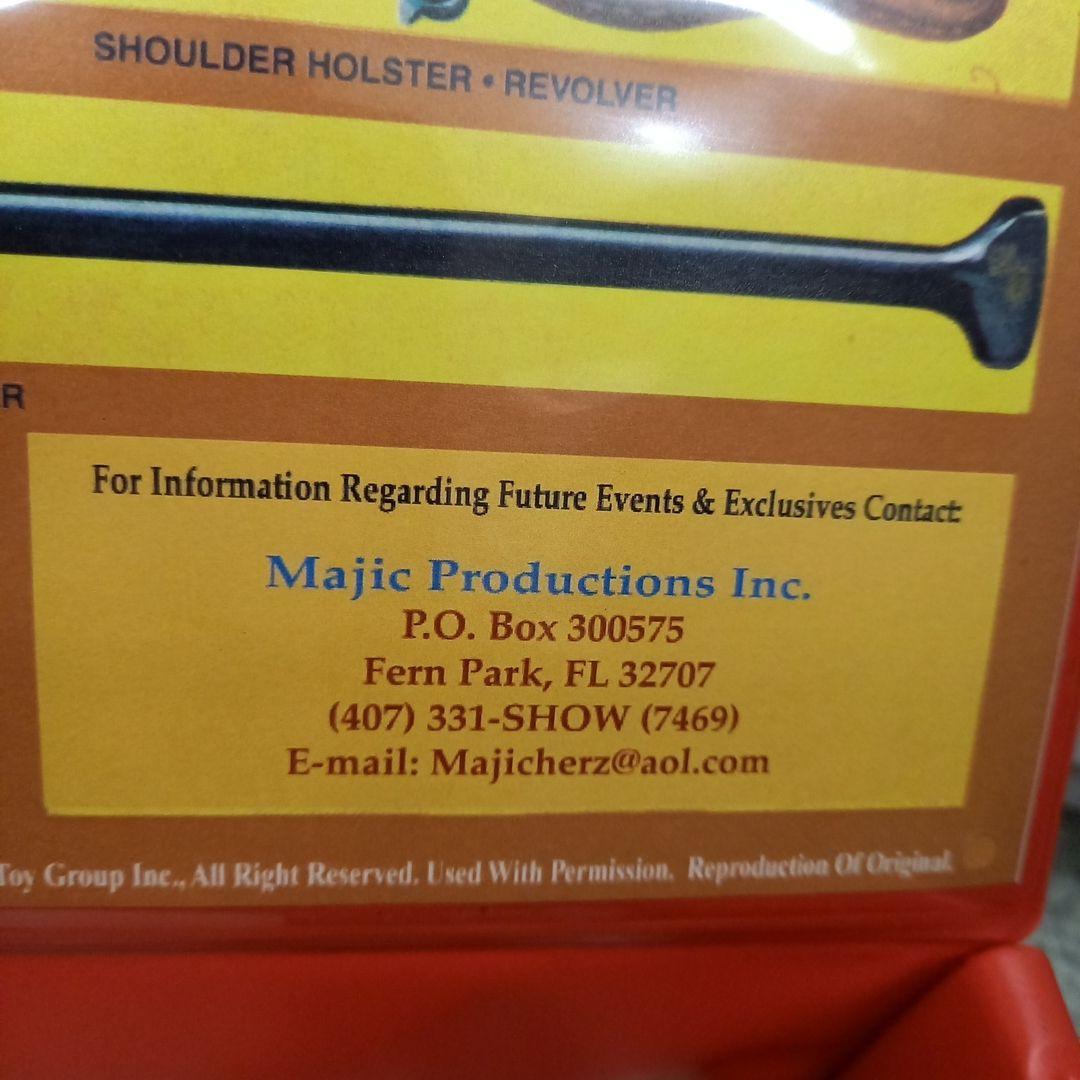 SHOULDER HOLSTER • REVOLVER
R
For Information Regarding Future Events & Exclusives Contact:
Majic Productions Inc.
P.O. Box 300575
Fern Park, FL 32707
(407) 331-SHOW (7469)
E-mail: Majicherz@aol.com
Toy Group Inc., All Right Reserved. Used With Permission. Reproduction Of Original.